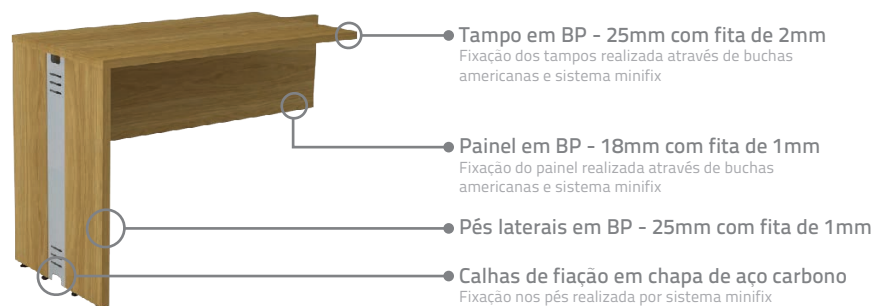 Tampo em BP - 25mm com fita de 2mm
Fixação dos tampos realizada através de buchas
americanas e sistema minifix
Painel em BP - 18mm com fita de 1mm
Fixação do painel realizada através de buchas
americanas e sistema minifix
Pés laterais em BP - 25mm com fita de 1mm
Calhas de fiação em chapa de aço carbono
Fixação nos pés realizada por sistema minifix